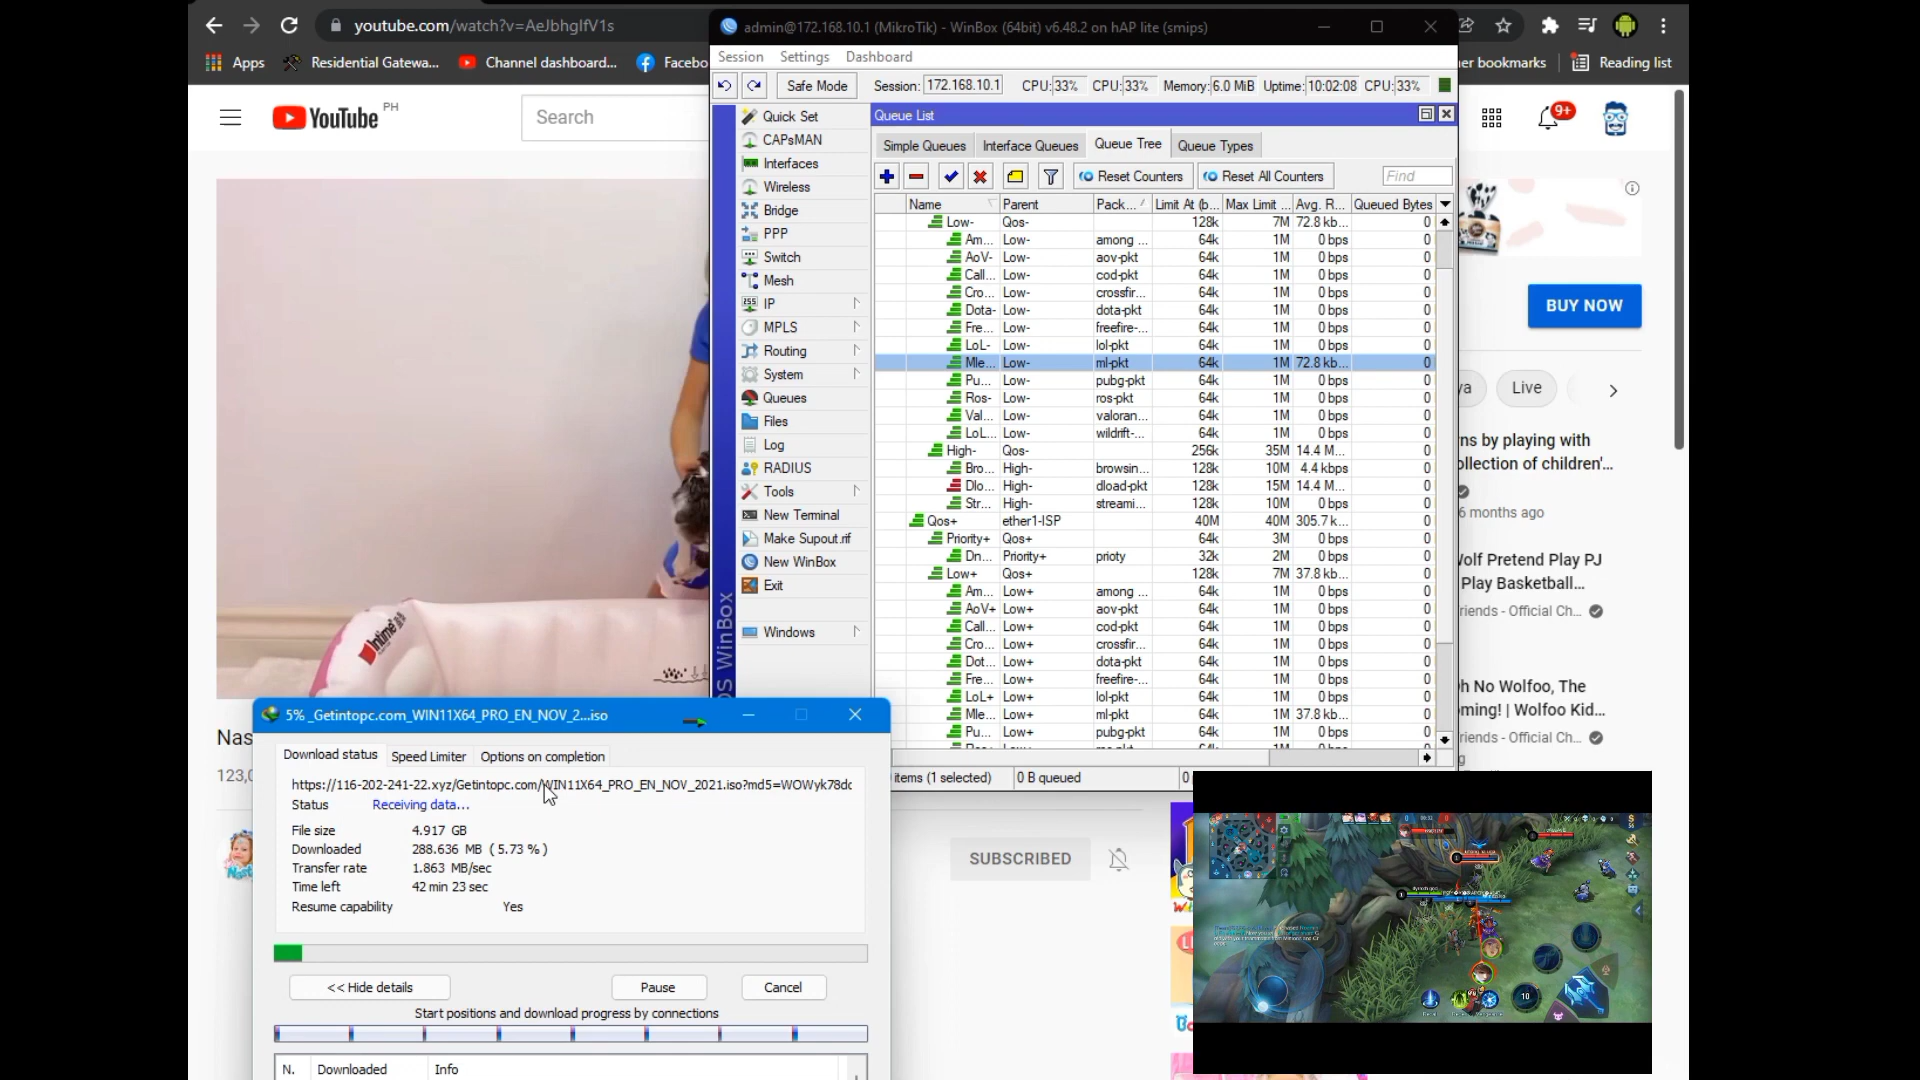 youtube.com/watch?v=AeJbhgIfV1s
Apps
Residential Gatewa...
Channel dashboard...
Facebo
er bookmarks
Reading list
YouTube
PH
Search
9+
admin@172.168.10.1 (MikroTik) - WinBox (64bit) v6.48.2 on hAP lite (smips)
Session Settings Dashboard
Safe Mode Session: 172.168.10.1 CPU: 33% CPU: 33% Memory: 6.0 MiB Uptime: 10:02:08 CPU: 33%
Quick Set
CAPsMAN
Interfaces
Wireless
Bridge
PPP
Switch
Mesh
IP
MPLS
Routing
System
Queues
Files
Log
RADIUS
Tools
New Terminal
Make Supout.rif
New WinBox
Exit
Windows
OS WinBox
Queue List
Simple Queues Interface Queues Queue Tree Queue Types
Reset Counters Reset All Counters Find
Name Parent Pack... Limit At (b... Max Limit ... Avg. R... Queued Bytes
Low- Qos- 128k 7M 72.8 kb... 0
Am... Low- among ... 64k 1M 0 bps 0
AoV- Low- aov-pkt 64k 1M 0 bps 0
Call... Low- cod-pkt 64k 1M 0 bps 0
Cro... Low- crossfir... 64k 1M 0 bps 0
Dota- Low- dota-pkt 64k 1M 0 bps 0
Fre... Low- freefire-... 64k 1M 0 bps 0
LoL- Low- lol-pkt 64k 1M 0 bps 0
Mle... Low- ml-pkt 64k 1M 72.8 kb... 0
Pu... Low- pubg-pkt 64k 1M 0 bps 0
Ros- Low- ros-pkt 64k 1M 0 bps 0
Val... Low- valoran... 64k 1M 0 bps 0
LoL... Low- wildrift-... 64k 1M 0 bps 0
High- Qos- 256k 35M 14.4 M... 0
Bro... High- browsin... 128k 10M 4.4 kbps 0
Dlo... High- dload-pkt 128k 15M 14.4 M... 0
Str... High- streami... 128k 10M 0 bps 0
Qos+ ether1-ISP 40M 40M 305.7 k... 0
Priority+ Qos+ 64k 3M 0 bps 0
Dn... Priority+ prioty 32k 2M 0 bps 0
Low+ Qos+ 128k 7M 37.8 kb... 0
Am... Low+ among ... 64k 1M 0 bps 0
AoV+ Low+ aov-pkt 64k 1M 0 bps 0
Call... Low+ cod-pkt 64k 1M 0 bps 0
Cro... Low+ crossfir... 64k 1M 0 bps 0
Dot... Low+ dota-pkt 64k 1M 0 bps 0
Fre... Low+ freefire-... 64k 1M 0 bps 0
LoL+ Low+ lol-pkt 64k 1M 0 bps 0
Mle... Low+ ml-pkt 64k 1M 37.8 kb... 0
Pu... Low+ pubg-pkt 64k 1M 0 bps 0
items (1 selected) 0 B queued 0
BUY NOW
ya
Live
ns by playing with
ollection of children'...
6 months ago
Wolf Pretend Play PJ
Play Basketball...
riends - Official Ch...
Oh No Wolfoo, The
ming! | Wolfoo Kid...
riends - Official Ch...
Intime
Nas
123,0
SUBSCRIBED
5% _Getintopc.com_WIN11X64_PRO_EN_NOV_2...iso
Download status Speed Limiter Options on completion
https://116-202-241-22.xyz/Getintopc.com/WIN11X64_PRO_EN_NOV_2021.iso?md5=WOWyk78dc
Status Receiving data...
File size 4.917 GB
Downloaded 288.636 MB ( 5.73 % )
Transfer rate 1.863 MB/sec
Time left 42 min 23 sec
Resume capability Yes
<< Hide details Pause Cancel
Start positions and download progress by connections
N. Downloaded Info
10